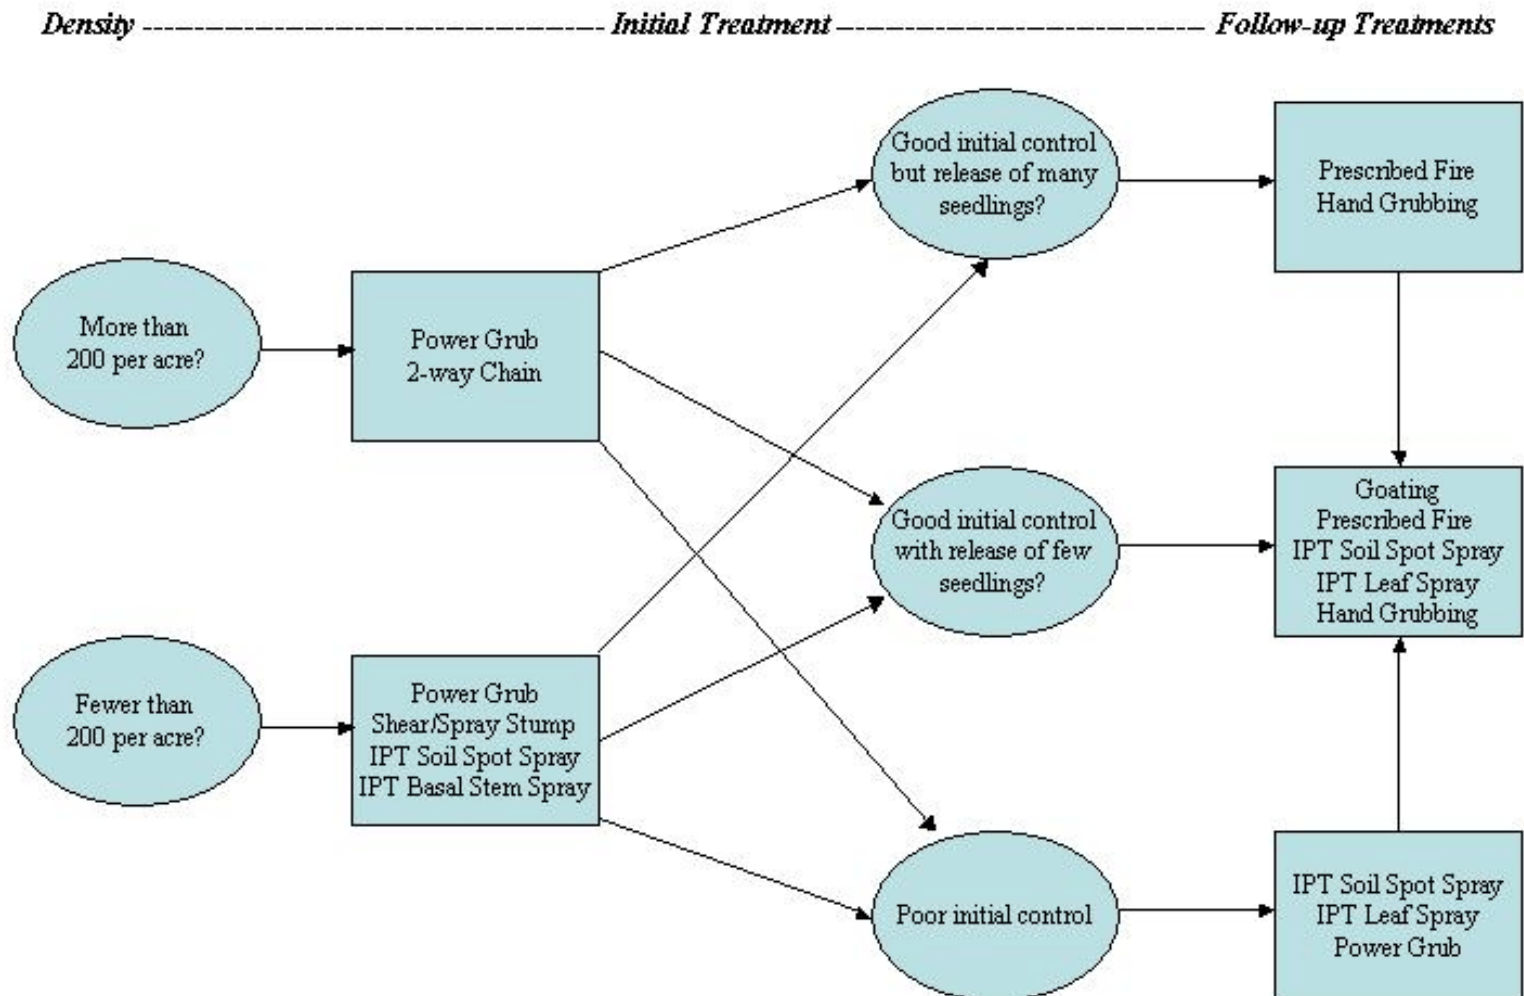 Density Initial Treatment Follow-up Treatments
Good initial control
but release of many
seedlings?
Prescribed Fire
Hand Grubbing
More than
200 per acre?
Power Grub
2-way Chain
Good initial control
with release of few
seedlings?
Goating
Prescribed Fire
IPT Soil Spot Spray
IPT Leaf Spray
Hand Grubbing
Fewer than
200 per acre?
Power Grub
Shear/Spray Stump
IPT Soil Spot Spray
IPT Basal Stem Spray
Poor initial control
IPT Soil Spot Spray
IPT Leaf Spray
Power Grub